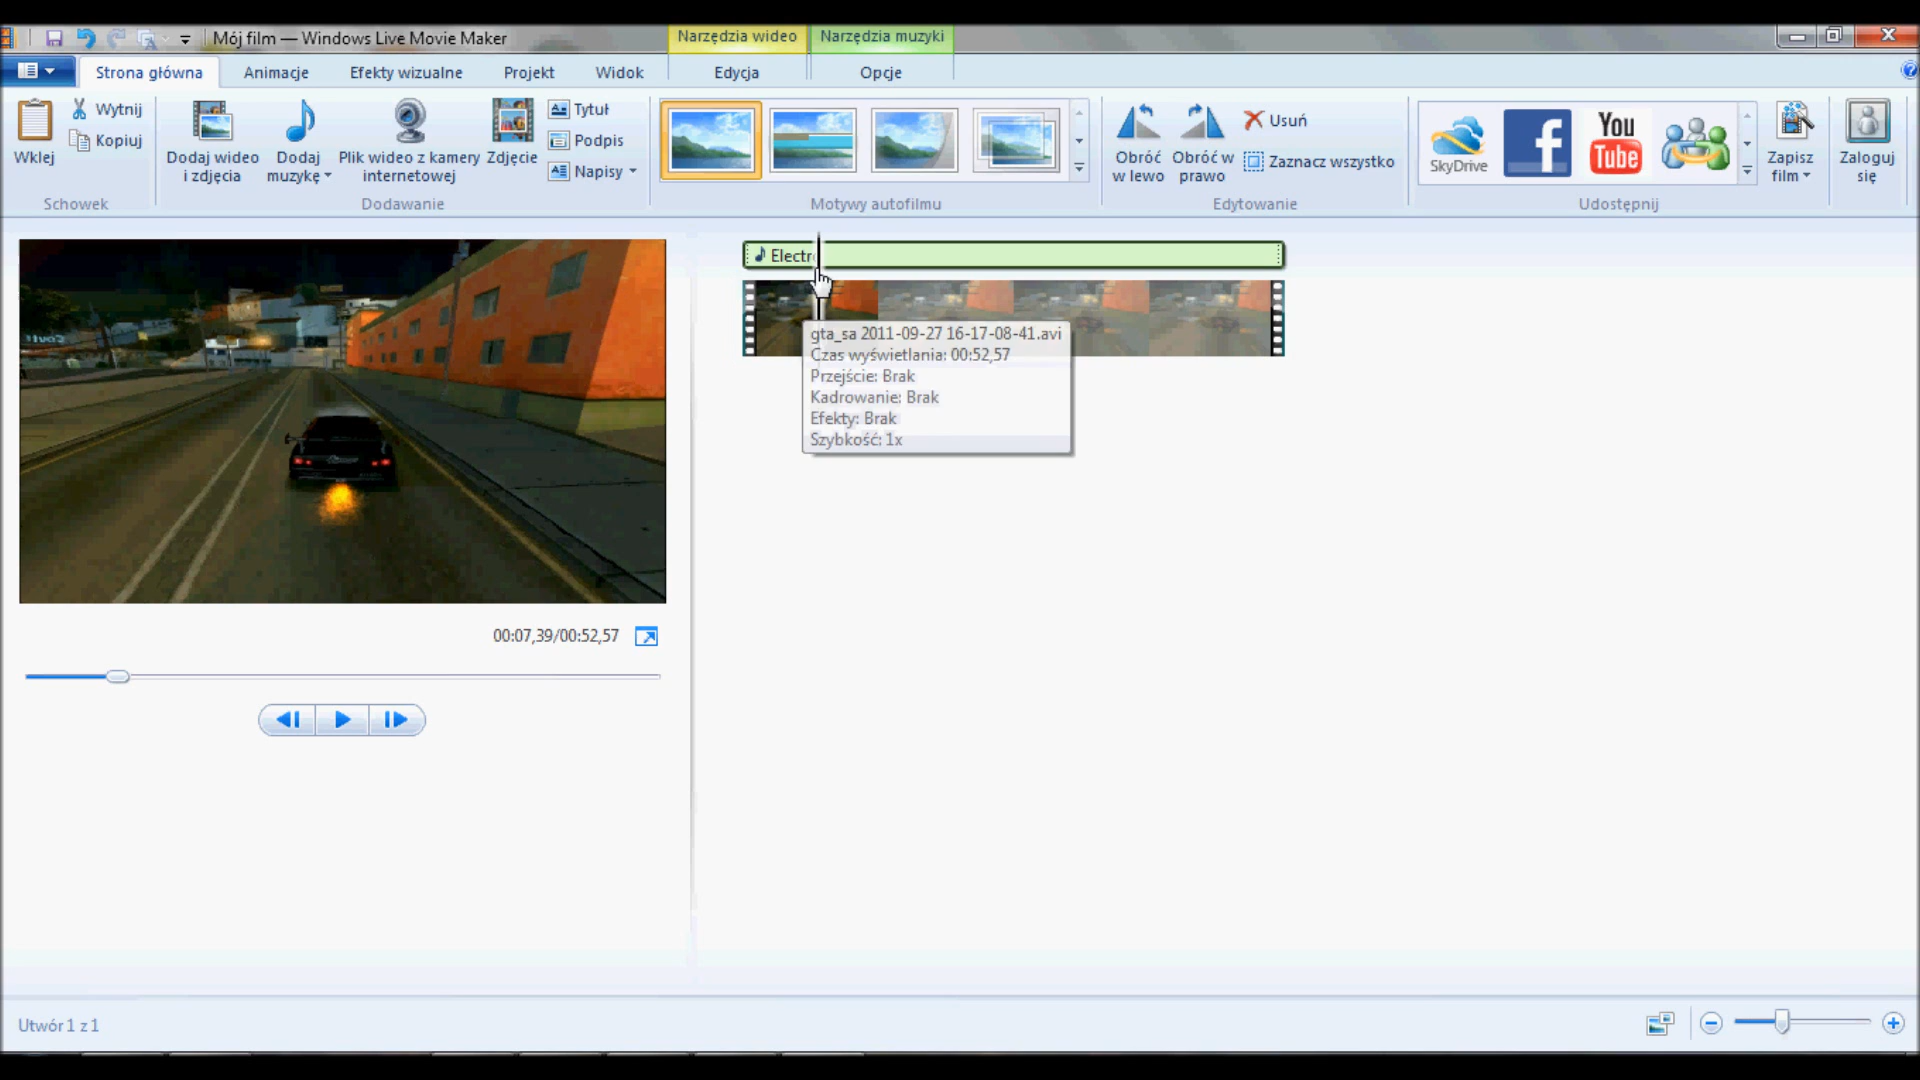 Mój film — Windows Live Movie Maker
Narzędzia wideo
Narzędzia muzyki
Strona główna
Animacje
Efekty wizualne
Projekt
Widok
Edycja
Opcje
Wklej
Wytnij
Kopiuj
Schowek
Dodaj wideo
i zdjęcia
Dodaj
muzykę
Plik wideo z kamery
internetowej
Zdjęcie
Tytuł
Podpis
Napisy
Dodawanie
Motywy autofilmu
Obróć
w lewo
Obróć w
prawo
Usuń
Zaznacz wszystko
Edytowanie
SkyDrive
f
You
Tube
Udostępnij
Zapisz
film
Zaloguj
się
Electr
gta_sa 2011-09-27 16-17-08-41.avi
Czas wyświetlania: 00:52,57
Przejście: Brak
Kadrowanie: Brak
Efekty: Brak
Szybkość: 1x
00:07,39/00:52,57
Utwór 1 z 1